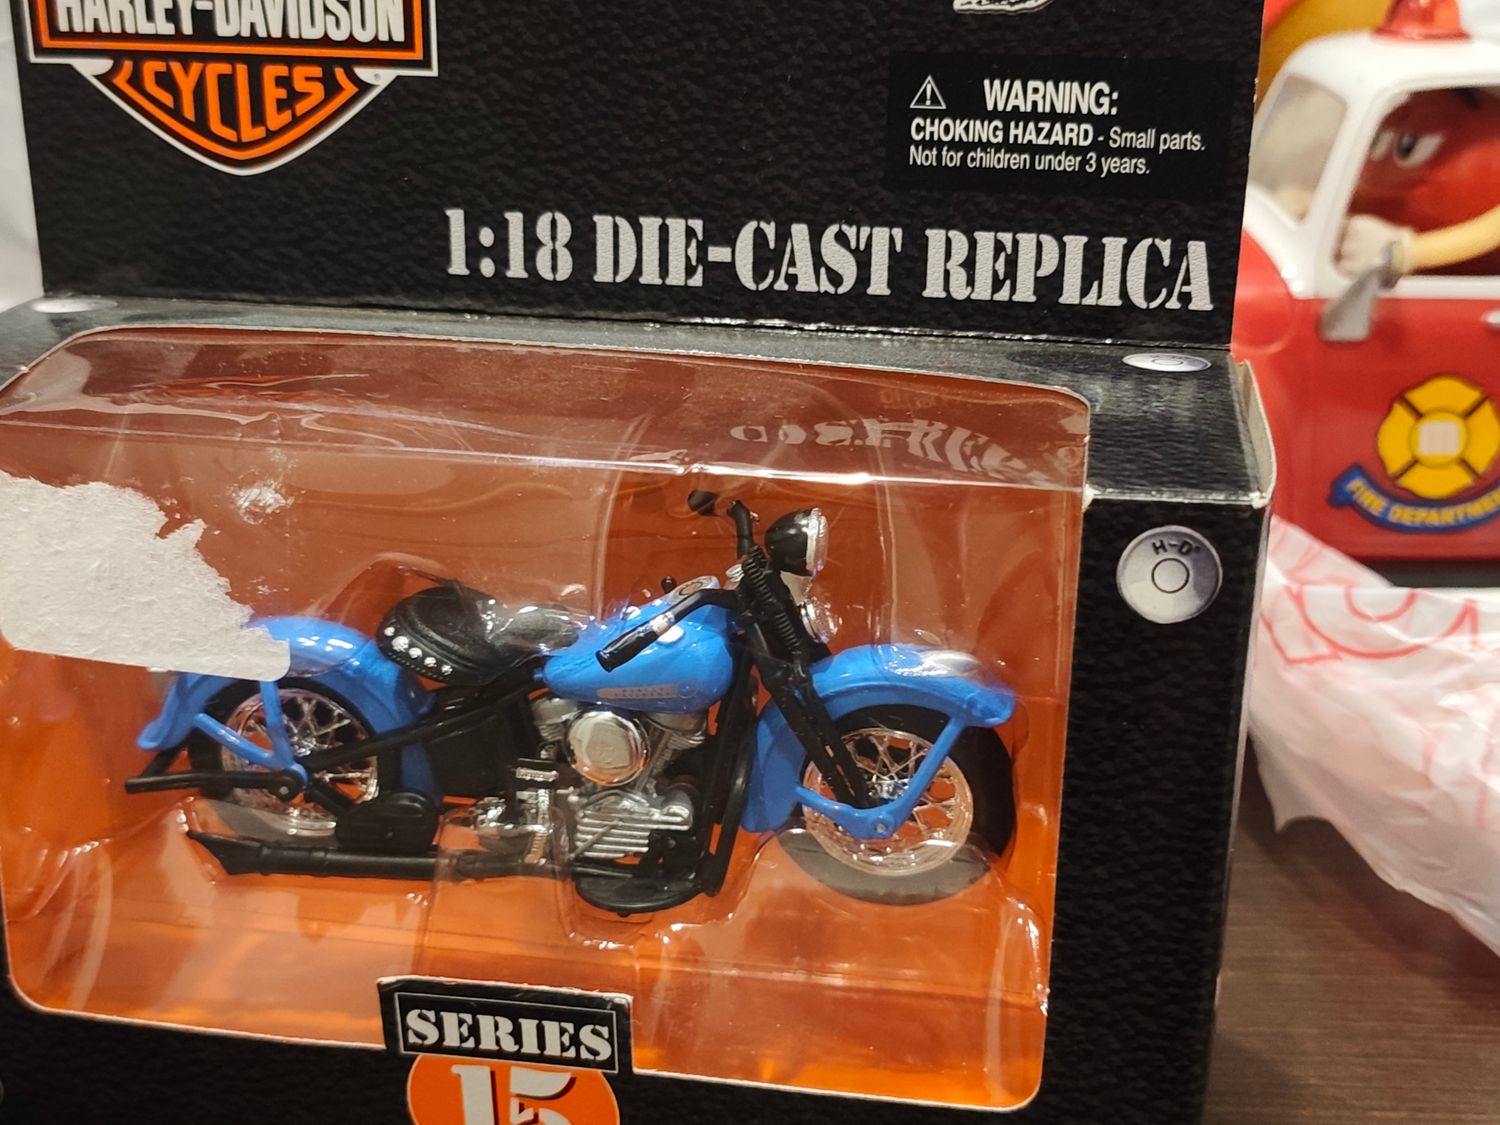 HARLEY-DAVIDSON
CYCLES
WARNING:
CHOKING HAZARD - Small parts.
Not for children under 3 years.
1:18 DIE-CAST REPLICA
H-D
FIRE DEPARTMENT
SERIES
15